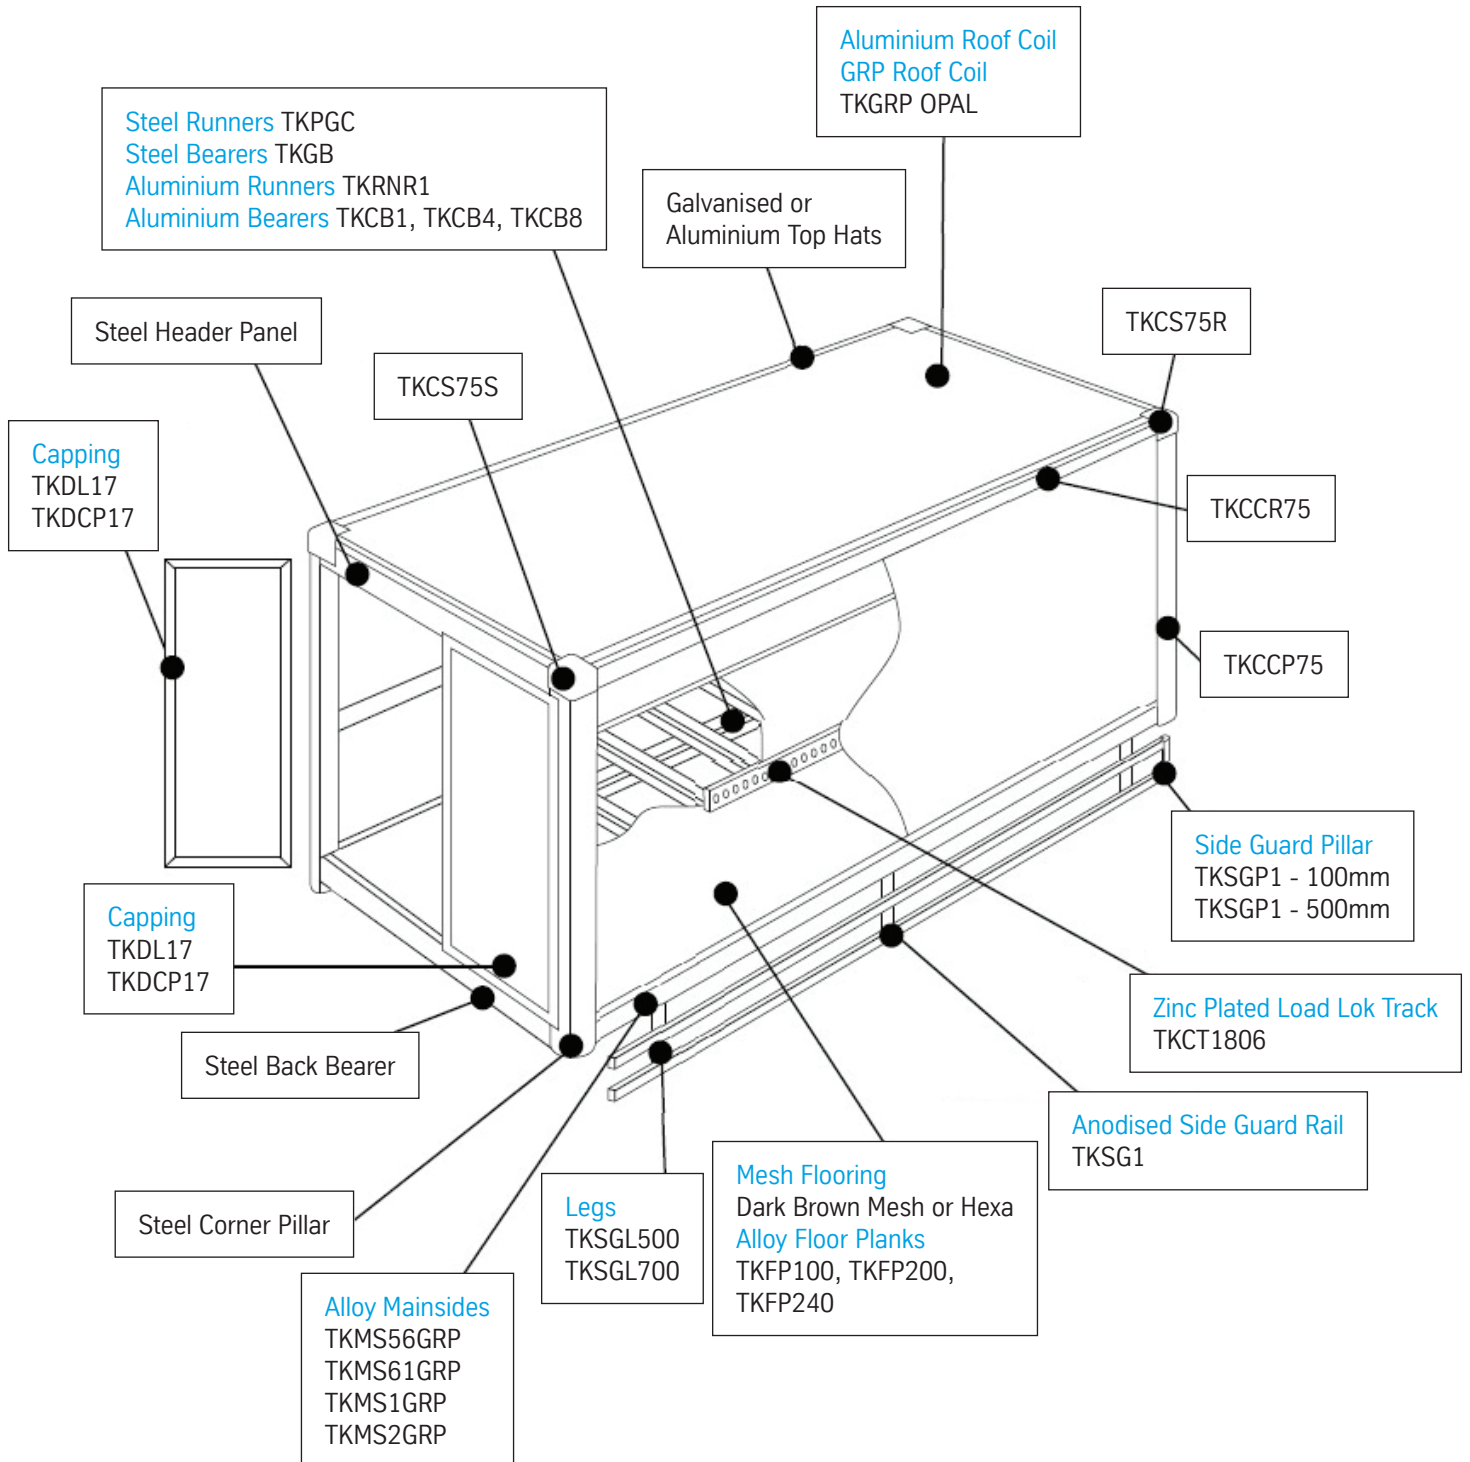 Aluminium Roof Coil
GRP Roof Coil
TKGRP OPAL
Steel Runners TKPGC
Steel Bearers TKGB
Aluminium Runners TKRNR1
Aluminium Bearers TKCB1, TKCB4, TKCB8
Galvanised or
Aluminium Top Hats
Steel Header Panel
TKCS75R
TKCS75S
Capping
TKDL17
TKDCP17
TKCCR75
TKCCP75
Side Guard Pillar
TKSGP1 - 100mm
TKSGP1 - 500mm
Capping
TKDL17
TKDCP17
Zinc Plated Load Lok Track
TKCT1806
Steel Back Bearer
Anodised Side Guard Rail
TKSG1
Mesh Flooring
Dark Brown Mesh or Hexa
Alloy Floor Planks
TKFP100, TKFP200,
TKFP240
Legs
TKSGL500
TKSGL700
Steel Corner Pillar
Alloy Mainsides
TKMS56GRP
TKMS61GRP
TKMS1GRP
TKMS2GRP